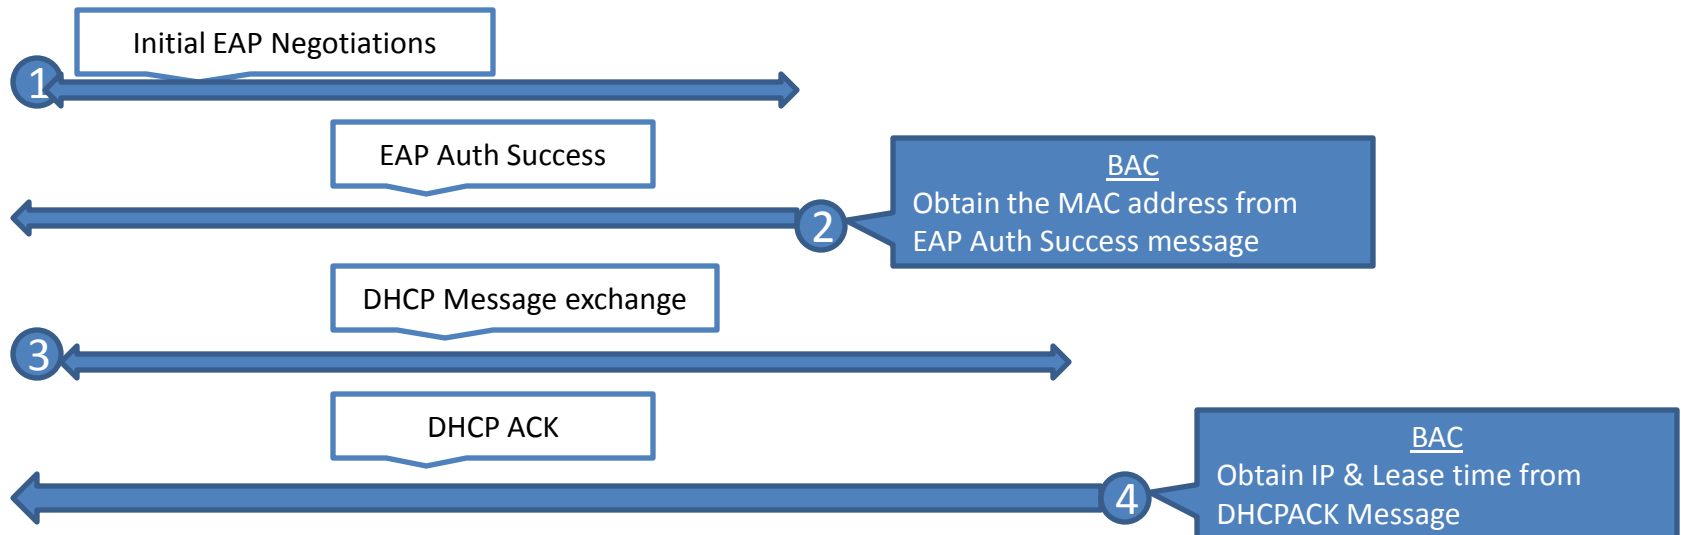 Initial EAP Negotiations
1
EAP Auth Success
BAC
Obtain the MAC address from
EAP Auth Success message
2
DHCP Message exchange
3
DHCP ACK
BAC
Obtain IP & Lease time from
DHCPACK Message
4